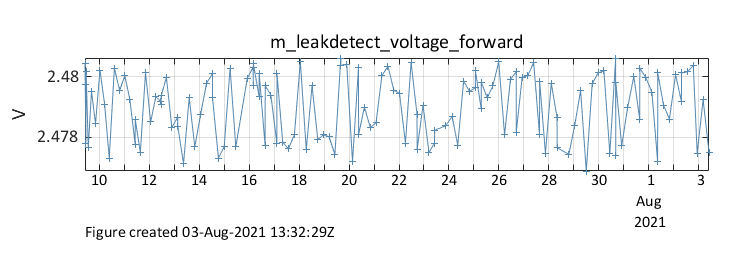 m_leakdetect_voltage_forward
V
2.48
2.478
10 12 14 16 18 20 22 24 26 28 30 1 3
Aug
2021
Figure created 03-Aug-2021 13:32:29Z